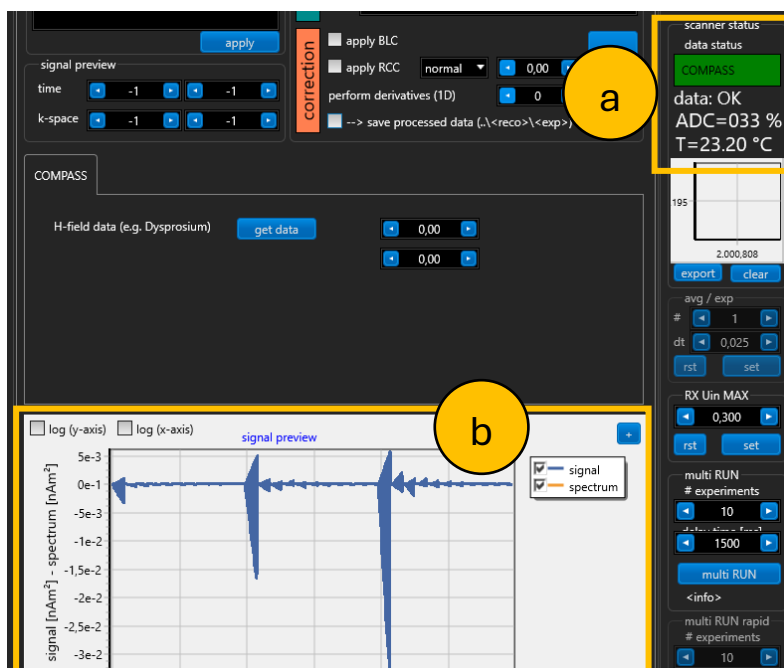 apply
signal preview
time -1 -1
k-space -1 -1
correction
apply BLC
apply RCC normal 0,00
perform derivatives (1D) 0
--> save processed data (..\<reco>\<exp>)
a
scanner status
data status
COMPASS
data: OK
ADC=033 %
T=23.20 °C
195
2.000,808
export clear
avg / exp
# 1
dt 0,025
rst set
RX Uin MAX
0,300
rst set
multi RUN
# experiments
10
1500
multi RUN
<info>
multi RUN rapid
# experiments
10
COMPASS
H-field data (e.g. Dysprosium) get data 0,00
0,00
b
log (y-axis) log (x-axis)
signal preview
+
signal
spectrum
signal [nAm²] - spectrum [nAm²]
5e-3
0e-1
-5e-3
-1e-2
-1,5e-2
-2e-2
-2,5e-2
-3e-2